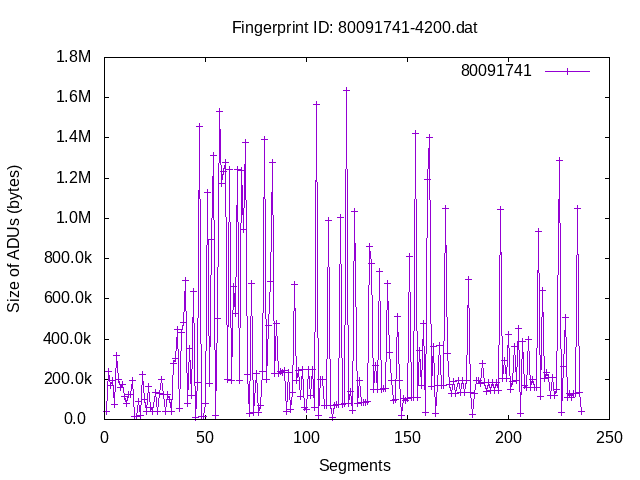 Fingerprint ID: 80091741-4200.dat
1.8M
80091741
1.6M
1.4M
1.2M
1.0M
800.0k
600.0k
400.0k
200.0k
0.0
Size of ADUs (bytes)
0 50 100 150 200 250
Segments